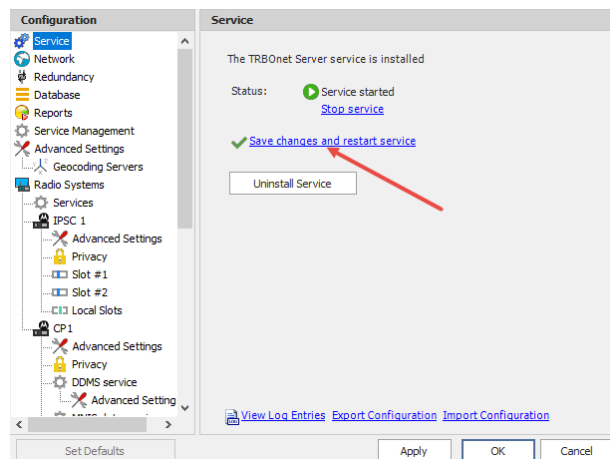 Configuration
Service
Network
Redundancy
Database
Reports
Service Management
Advanced Settings
Geocoding Servers
Radio Systems
Services
IPSC 1
Advanced Settings
Privacy
Slot #1
Slot #2
Local Slots
CP1
Advanced Settings
Privacy
DDMS service
Advanced Setting
Set Defaults
Service
The TRBOnet Server service is installed
Status: Service started
Stop service
Save changes and restart service
Uninstall Service
View Log Entries Export Configuration Import Configuration
Apply OK Cancel